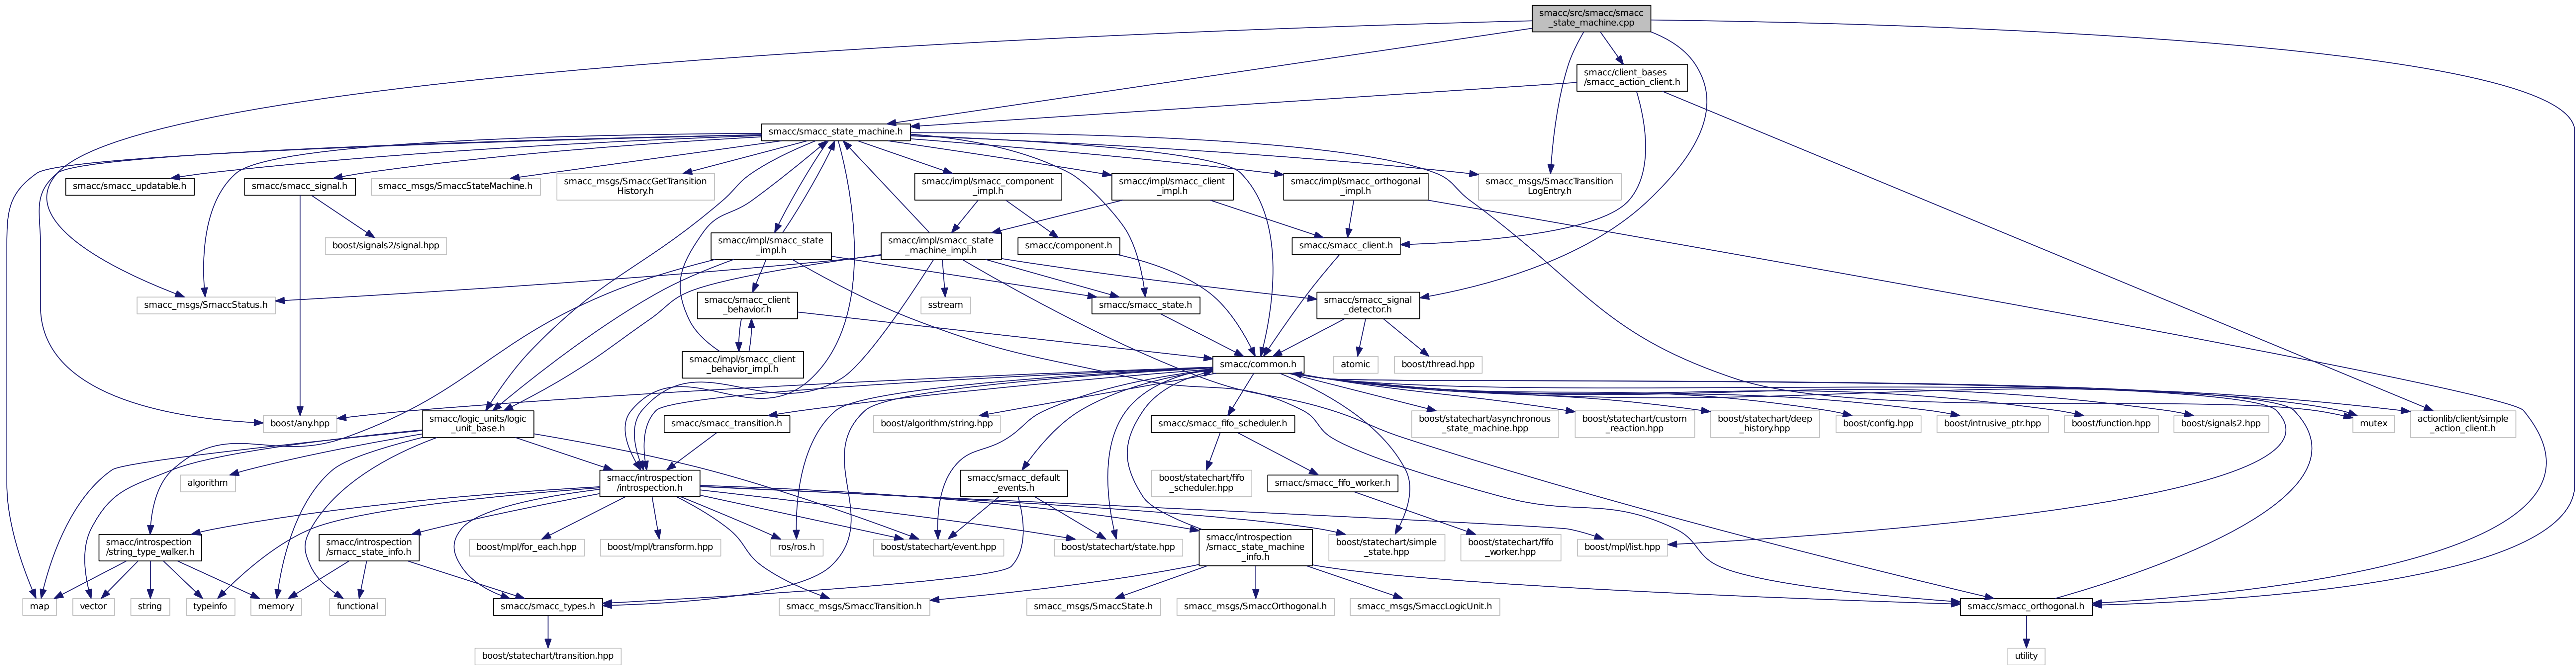 smacc/src/smacc/smacc
_state_machine.cpp
smacc/client_bases
/smacc_action_client.h
smacc/smacc_state_machine.h
smacc/smacc_updatable.h
smacc/smacc_signal.h
smacc_msgs/SmaccStateMachine.h
smacc_msgs/SmaccGetTransition
History.h
smacc/impl/smacc_component
_impl.h
smacc/impl/smacc_client
_impl.h
smacc/impl/smacc_orthogonal
_impl.h
smacc_msgs/SmaccTransition
LogEntry.h
boost/signals2/signal.hpp
smacc/impl/smacc_state
_impl.h
smacc/impl/smacc_state
_machine_impl.h
smacc/component.h
smacc/smacc_client.h
smacc_msgs/SmaccStatus.h
smacc/smacc_client
_behavior.h
sstream
smacc/smacc_state.h
smacc/smacc_signal
_detector.h
smacc/impl/smacc_client
_behavior_impl.h
smacc/common.h
atomic
boost/thread.hpp
boost/any.hpp
smacc/logic_units/logic
_unit_base.h
smacc/smacc_transition.h
boost/algorithm/string.hpp
smacc/smacc_fifo_scheduler.h
boost/statechart/asynchronous
_state_machine.hpp
boost/statechart/custom
_reaction.hpp
boost/statechart/deep
_history.hpp
boost/config.hpp
boost/intrusive_ptr.hpp
boost/function.hpp
boost/signals2.hpp
mutex
actionlib/client/simple
_action_client.h
algorithm
smacc/introspection
/introspection.h
smacc/smacc_default
_events.h
boost/statechart/fifo
_scheduler.hpp
smacc/smacc_fifo_worker.h
smacc/introspection
/string_type_walker.h
smacc/introspection
/smacc_state_info.h
boost/mpl/for_each.hpp
boost/mpl/transform.hpp
ros/ros.h
boost/statechart/event.hpp
boost/statechart/state.hpp
smacc/introspection
/smacc_state_machine
_info.h
boost/statechart/simple
_state.hpp
boost/statechart/fifo
_worker.hpp
boost/mpl/list.hpp
map
vector
string
typeinfo
memory
functional
smacc/smacc_types.h
smacc_msgs/SmaccTransition.h
smacc_msgs/SmaccState.h
smacc_msgs/SmaccOrthogonal.h
smacc_msgs/SmaccLogicUnit.h
smacc/smacc_orthogonal.h
boost/statechart/transition.hpp
utility